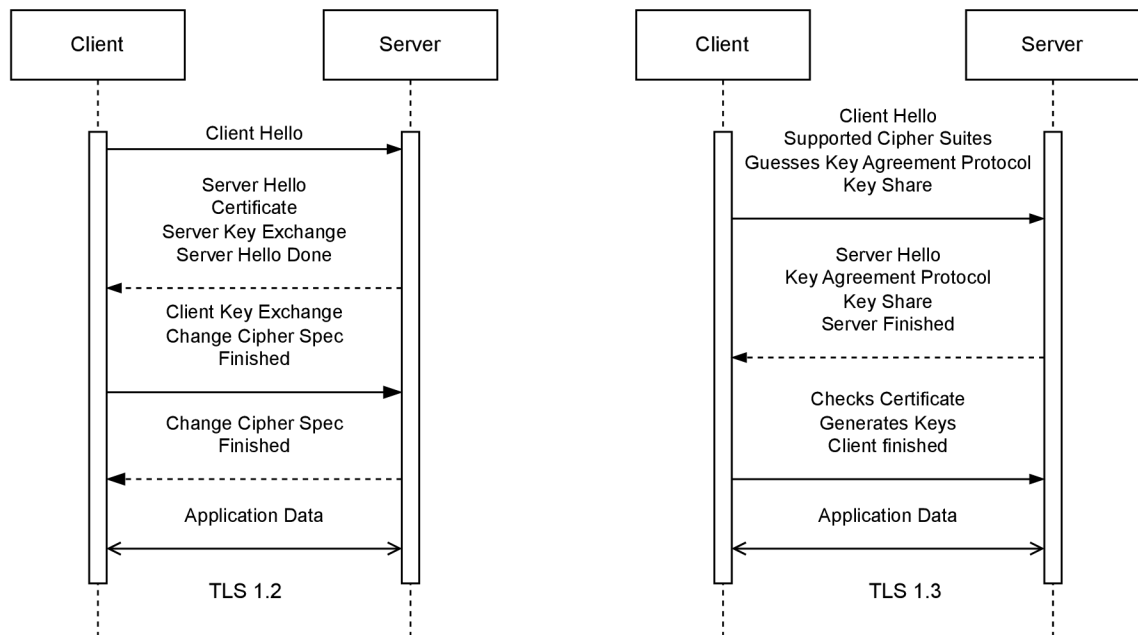 Client
Server
Client Hello
Server Hello
Certificate
Server Key Exchange
Server Hello Done
Client Key Exchange
Change Cipher Spec
Finished
Change Cipher Spec
Finished
Application Data
TLS 1.2
Client
Server
Client Hello
Supported Cipher Suites
Guesses Key Agreement Protocol
Key Share
Server Hello
Key Agreement Protocol
Key Share
Server Finished
Checks Certificate
Generates Keys
Client finished
Application Data
TLS 1.3